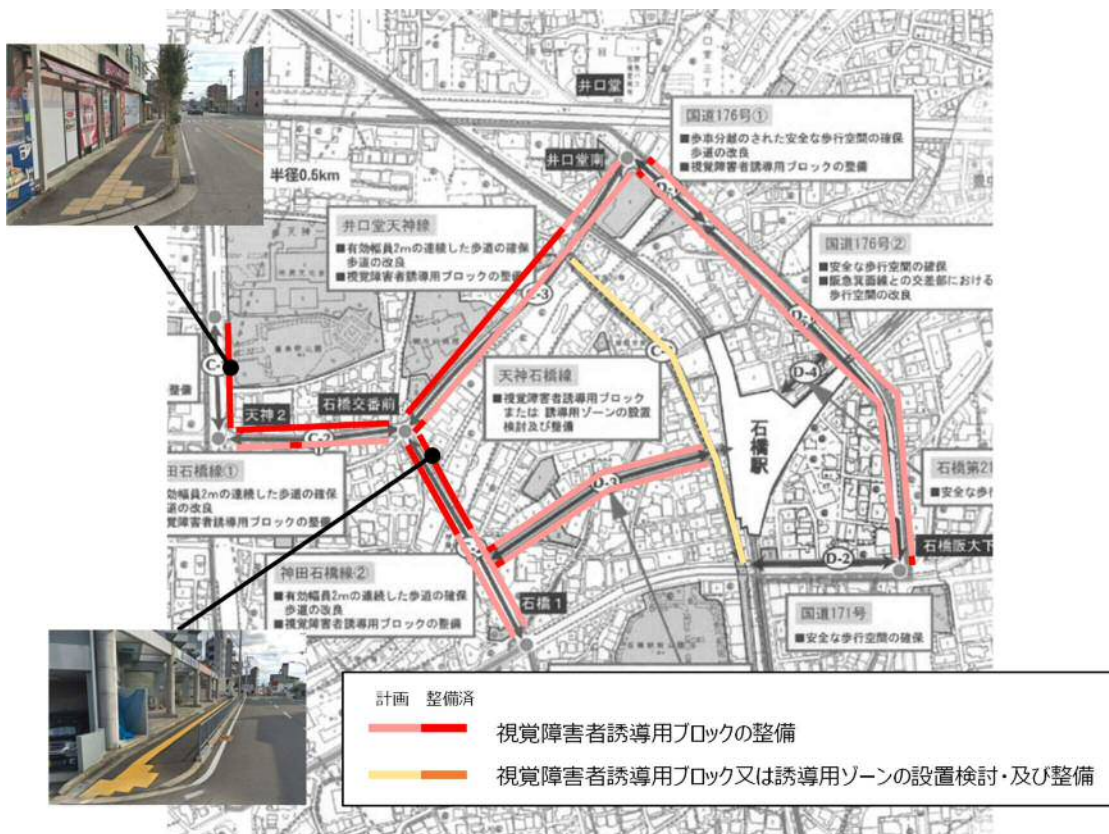 井口堂
国道176号①
■歩車分離のされた安全な歩行空間の確保
歩道の改良
■視覚障害者誘導用ブロックの整備
井口堂南
半径0.5km
D-1
井口堂天神線
■有効幅員2mの連続した歩道の確保
歩道の改良
■視覚障害者誘導用ブロックの整備
国道176号②
■安全な歩行空間の確保
■阪急箕面線との交差部における
歩行空間の改良
C-3
天神石橋線
■視覚障害者誘導用ブロック
または 誘導用ゾーンの設置
検討及び整備
D-4
整備
天神2
石橋交番前
C-2
石橋駅
田石橋線①
効幅員2mの連続した歩道の確保
道の改良
覚障害者誘導用ブロックの整備
D-3
石橋第21
■安全な歩行
石橋阪大下
D-2
神田石橋線②
■有効幅員2mの連続した歩道の確保
歩道の改良
■視覚障害者誘導用ブロックの整備
石橋1
国道171号
■安全な歩行空間の確保
計画 整備済
視覚障害者誘導用ブロックの整備
視覚障害者誘導用ブロック又は誘導用ゾーンの設置検討・及び整備